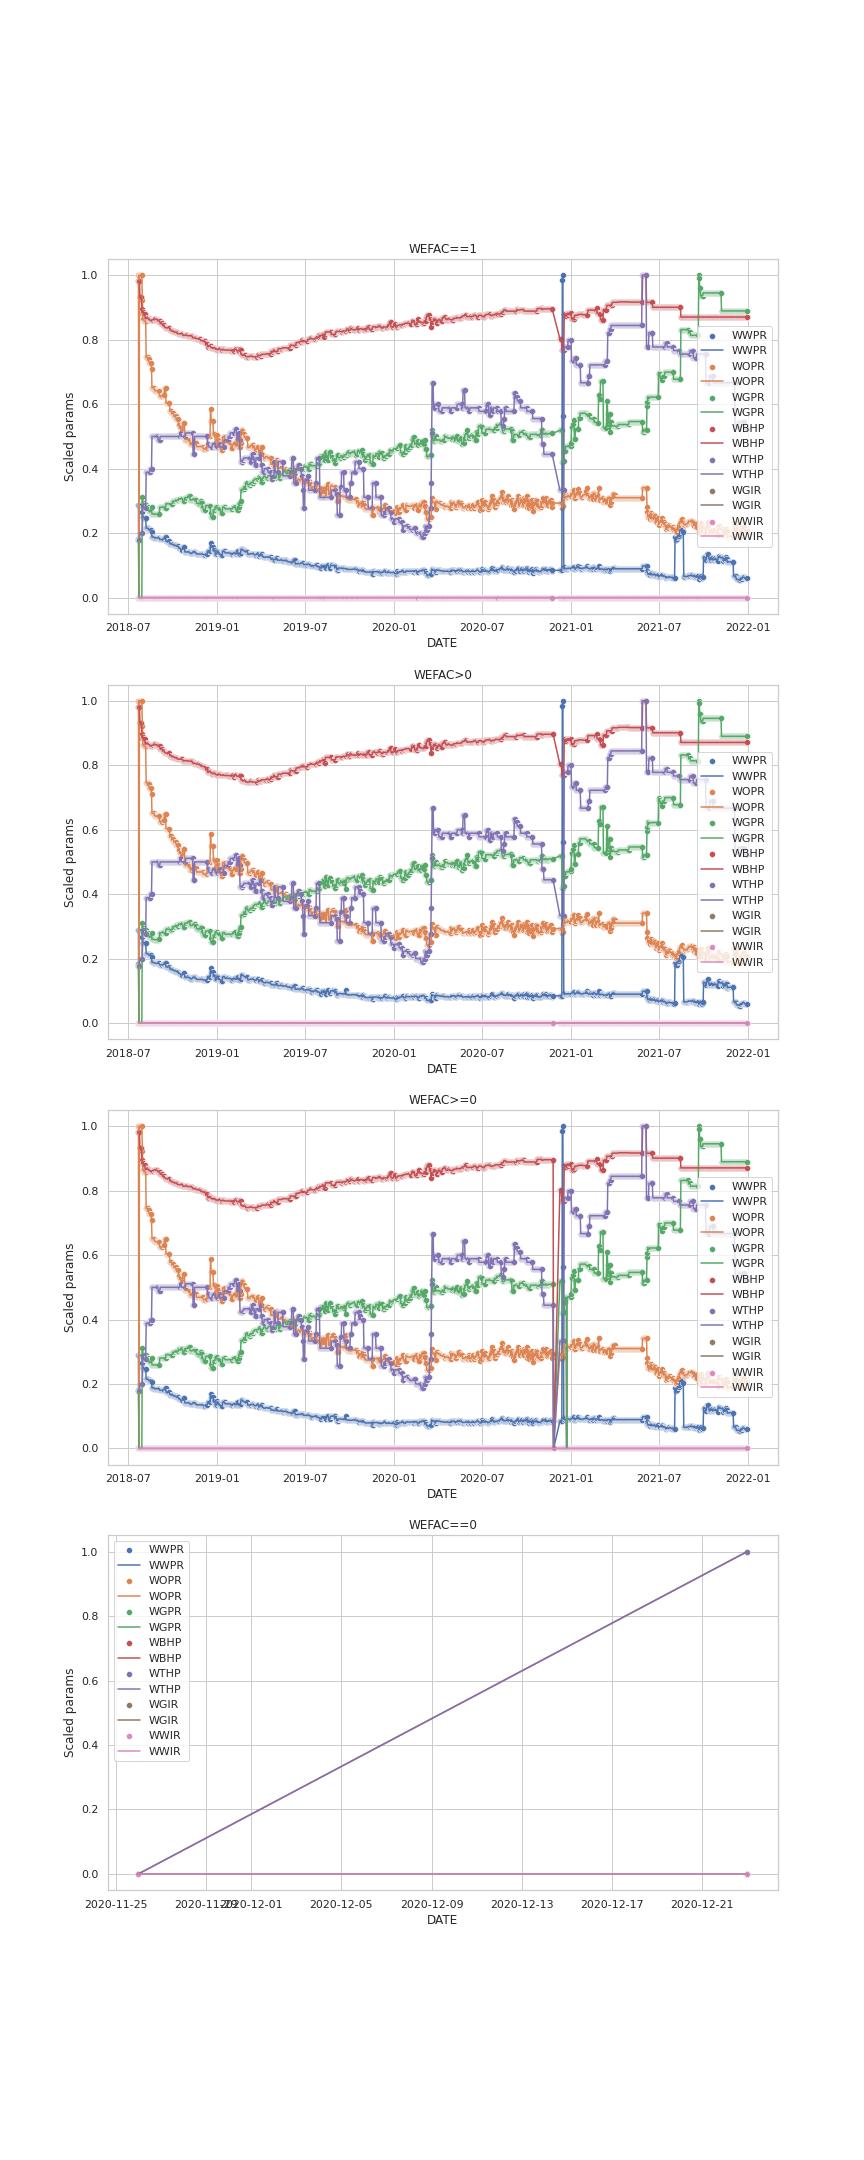 WEFAC==1
1.0
0.8
0.6
0.4
0.2
0.0
Scaled params
WWPR
WWPR
WOPR
WOPR
WGPR
WGPR
WBHP
WBHP
WTHP
WTHP
WGIR
WGIR
WWIR
WWIR
2018-07 2019-01 2019-07 2020-01 2020-07 2021-01 2021-07 2022-01
DATE
WEFAC>0
1.0
0.8
0.6
0.4
0.2
0.0
Scaled params
WWPR
WWPR
WOPR
WOPR
WGPR
WGPR
WBHP
WBHP
WTHP
WTHP
WGIR
WGIR
WWIR
WWIR
2018-07 2019-01 2019-07 2020-01 2020-07 2021-01 2021-07 2022-01
DATE
WEFAC>=0
1.0
0.8
0.6
0.4
0.2
0.0
Scaled params
WWPR
WWPR
WOPR
WOPR
WGPR
WGPR
WBHP
WBHP
WTHP
WTHP
WGIR
WGIR
WWIR
WWIR
2018-07 2019-01 2019-07 2020-01 2020-07 2021-01 2021-07 2022-01
DATE
WEFAC==0
1.0
0.8
0.6
0.4
0.2
0.0
Scaled params
WWPR
WWPR
WOPR
WOPR
WGPR
WGPR
WBHP
WBHP
WTHP
WTHP
WGIR
WGIR
WWIR
WWIR
2020-11-25 2020-11-29 2020-12-01 2020-12-05 2020-12-09 2020-12-13 2020-12-17 2020-12-21
DATE